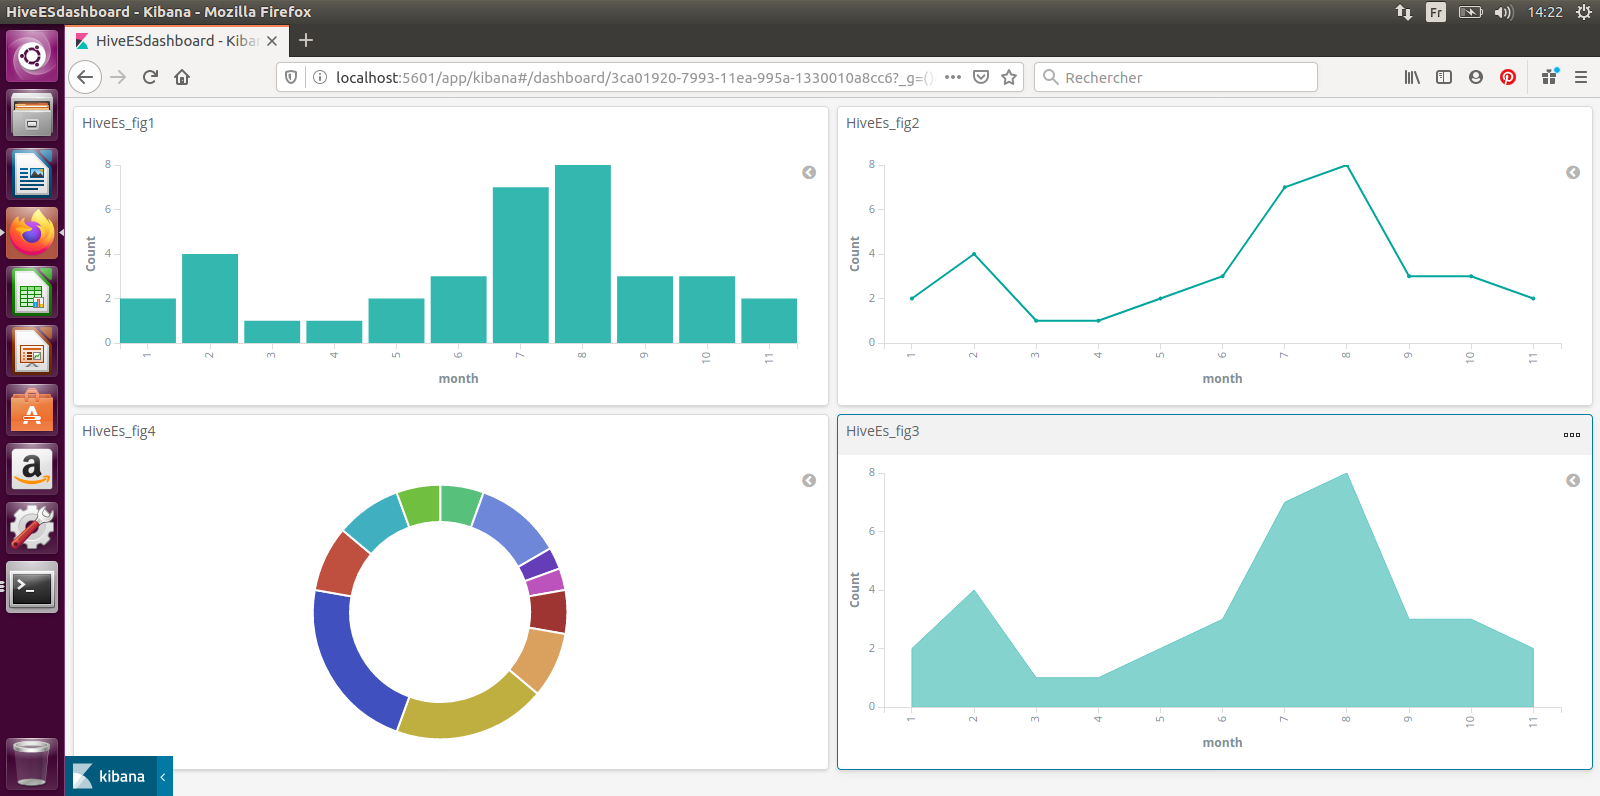 HiveESdashboard - Kibana - Mozilla Firefox
Fr
14:22
HiveESdashboard - Kiba
localhost:5601/app/kibana#/dashboard/3ca01920-7993-11ea-995a-1330010a8cc6?_g=()
Rechercher
HiveEs_fig1
8
6
4
2
0
Count
1 2 3 4 5 6 7 8 9 10 11
month
HiveEs_fig2
8
6
4
2
0
Count
1 2 3 4 5 6 7 8 9 10 11
month
HiveEs_fig4
HiveEs_fig3
8
6
4
2
0
Count
1 2 3 4 5 6 7 8 9 10 11
month
kibana